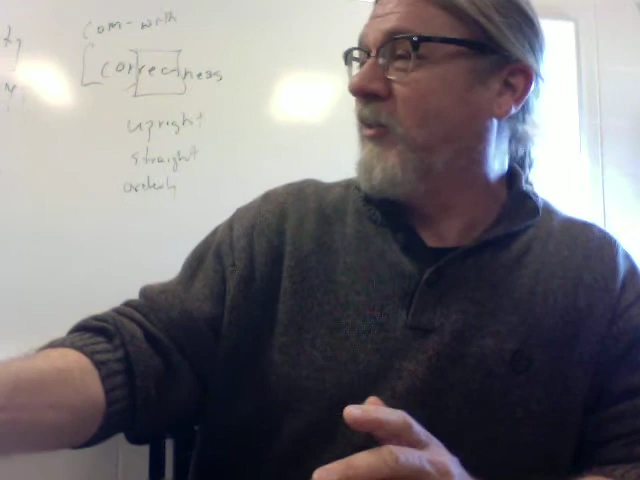 com-with
[correctness
upright
straight
orderly